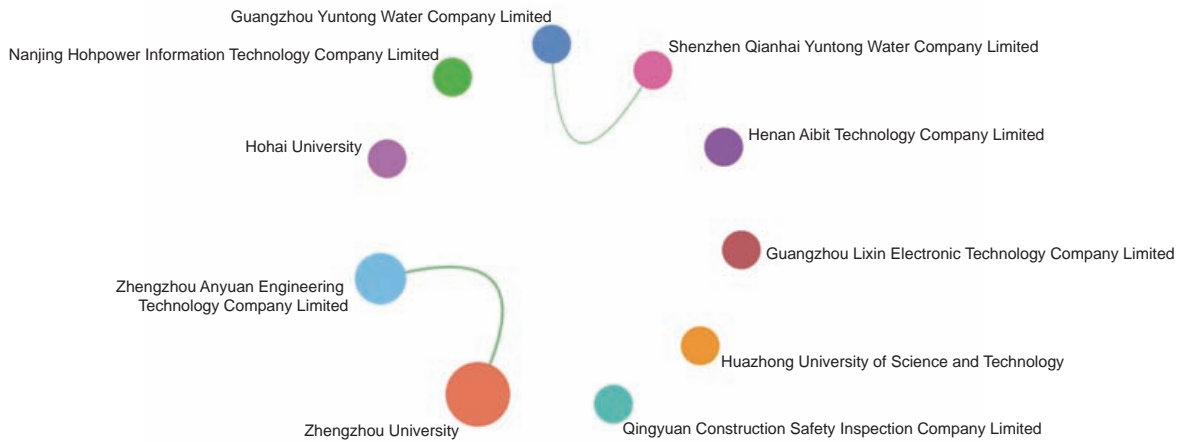 Guangzhou Yuntong Water Company Limited
Shenzhen Qianhai Yuntong Water Company Limited
Nanjing Hohpower Information Technology Company Limited
Henan Aibit Technology Company Limited
Hohai University
Guangzhou Lixin Electronic Technology Company Limited
Zhengzhou Anyuan Engineering
Technology Company Limited
Huazhong University of Science and Technology
Zhengzhou University
Qingyuan Construction Safety Inspection Company Limited